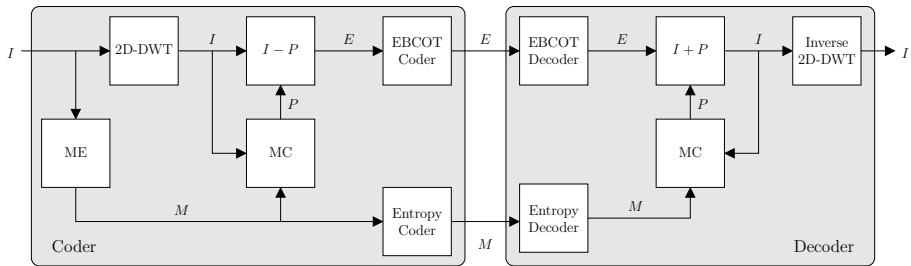 I
2D-DWT
I
I − P
E
EBCOT
Coder
E
EBCOT
Decoder
E
I + P
I
Inverse
2D-DWT
I
P
P
ME
MC
MC
M
Entropy
Coder
M
Entropy
Decoder
M
Coder
Decoder